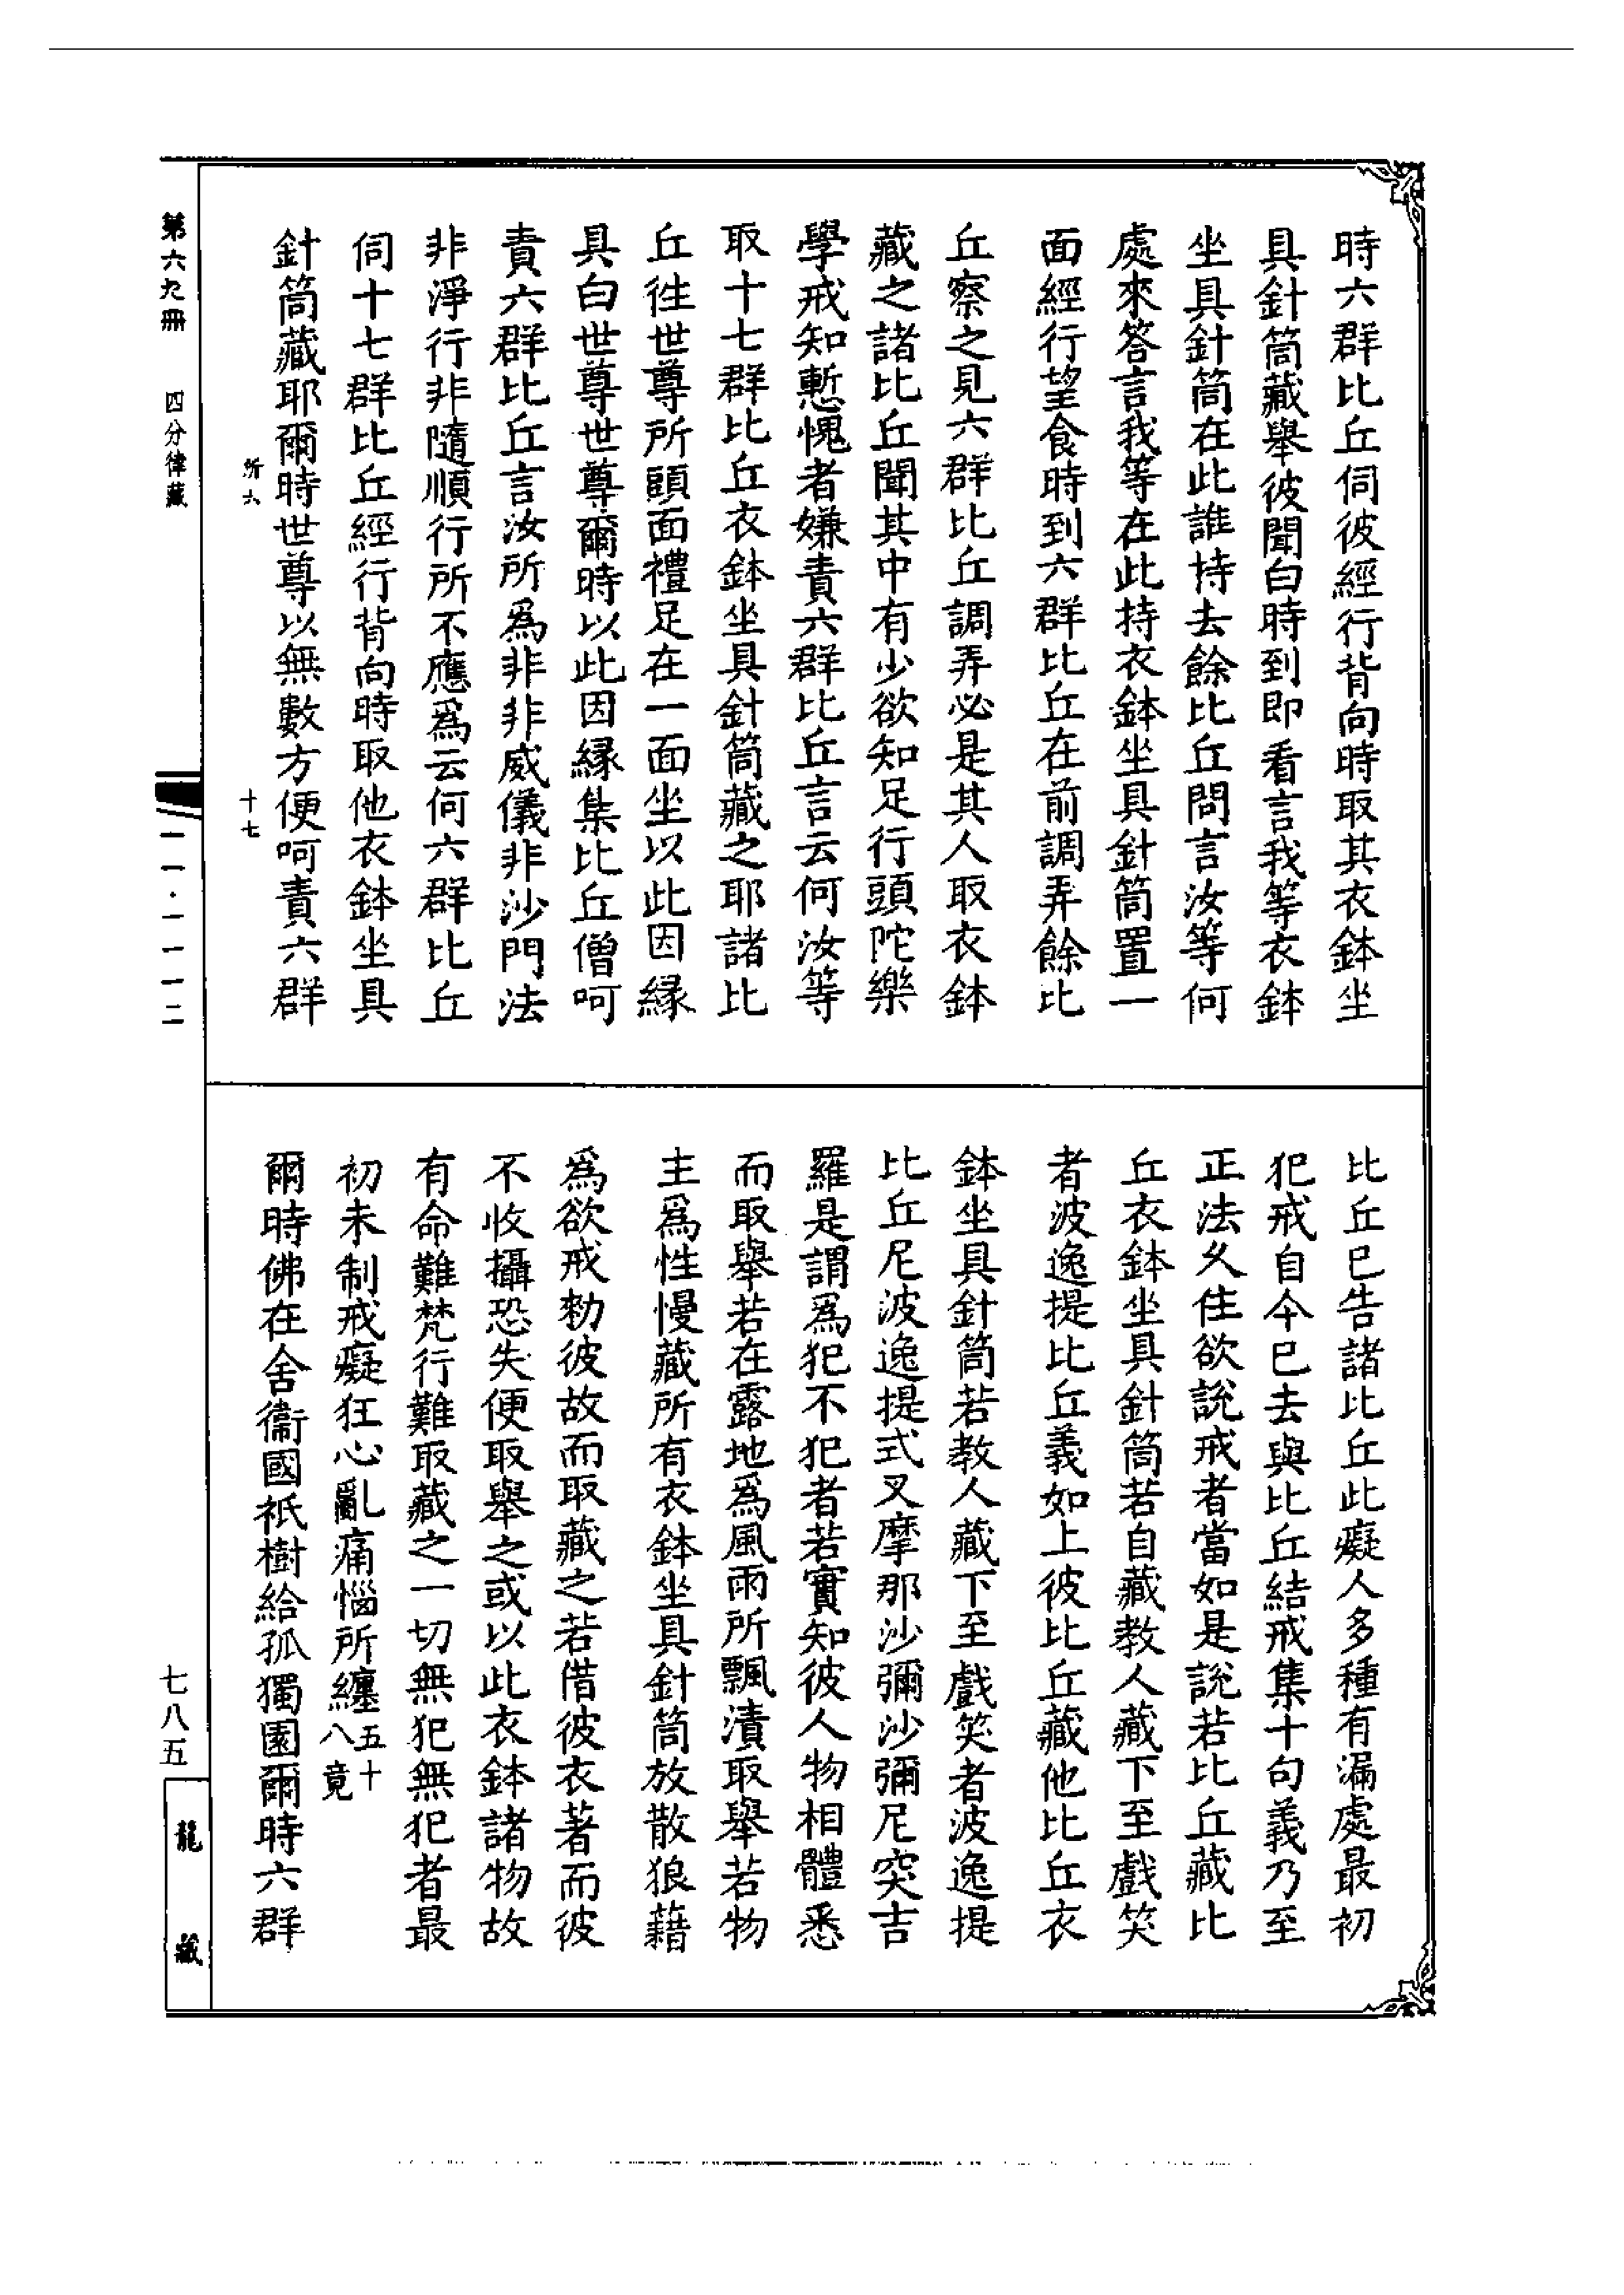 時六群比丘伺彼經行背向時取其衣鉢坐
具針筒藏舉彼聞白時到即看言我等衣鉢
坐具針筒在此誰持去餘比丘問言汝等何
處來答言我等在此持衣鉢坐具針筒置一
面經行望食時到六群比丘在前調弄餘比
丘察之見六群比丘調弄必是其人取衣鉢
藏之諸比丘聞其中有少欲知足行頭陀樂
學戒知慙愧者嫌責六群比丘言云何汝等
取十七群比丘衣鉢坐具針筒藏之耶諸比
丘徃世尊所頭面禮足在一面坐以此因縁
具白世尊世尊爾時以此因縁集比丘僧呵
責六群比丘言汝所爲非非威儀非沙門法
非淨行非隨順行所不應爲云何六群比丘
伺十七群比丘經行背向時取他衣鉢坐具
針筒藏耶爾時世尊以無數方便呵責六群
所六
十七
比丘巳告諸比丘此癡人多種有漏處最初
犯戒自今巳去與比丘結戒集十句義乃至
正法久住欲說戒者當如是說若比丘藏比
丘衣鉢坐具針筒若自藏教人藏下至戲笑
者波逸提比丘義如上彼比丘藏他比丘衣
鉢坐具針筒若教人藏下至戲笑者波逸提
比丘尼波逸提式叉摩那沙彌沙彌尼突吉
羅是謂爲犯不犯者若實知彼人物相體悉
而取舉若在露地爲風雨所飄漬取舉若物
主爲性慢藏所有衣鉢坐具針筒放散狼藉
爲欲戒勑彼故而取藏之若借彼衣著而彼
不收攝恐失便取舉之或以此衣鉢諸物故
有命難梵行難取藏之一切無犯無犯者最
初未制戒癡狂心亂痛惱所纏五十八竟
爾時佛在舍衞國祇樹給孤獨園爾時六群
第六九冊 四分律藏
一一·一一一二
七八五
龍藏